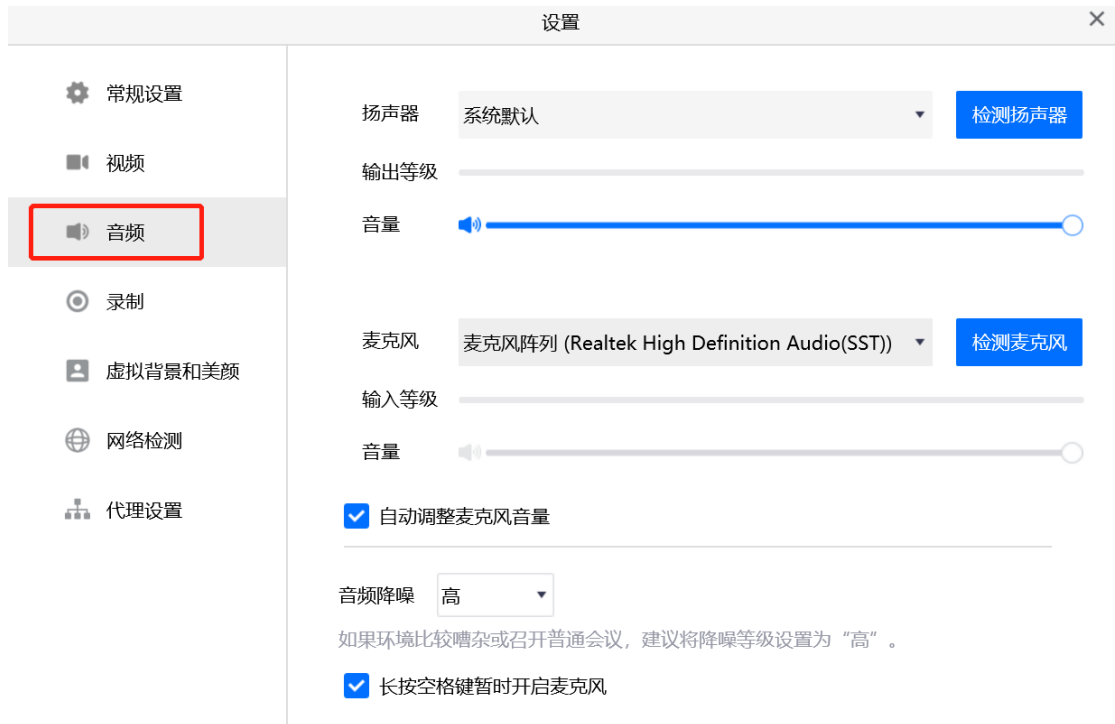 设置
常规设置
视频
音频
录制
虚拟背景和美颜
网络检测
代理设置
扬声器 系统默认 检测扬声器
输出等级
音量
麦克风 麦克风阵列 (Realtek High Definition Audio(SST)) 检测麦克风
输入等级
音量
自动调整麦克风音量
音频降噪 高
如果环境比较嘈杂或召开普通会议，建议将降噪等级设置为“高”。
长按空格键暂时开启麦克风